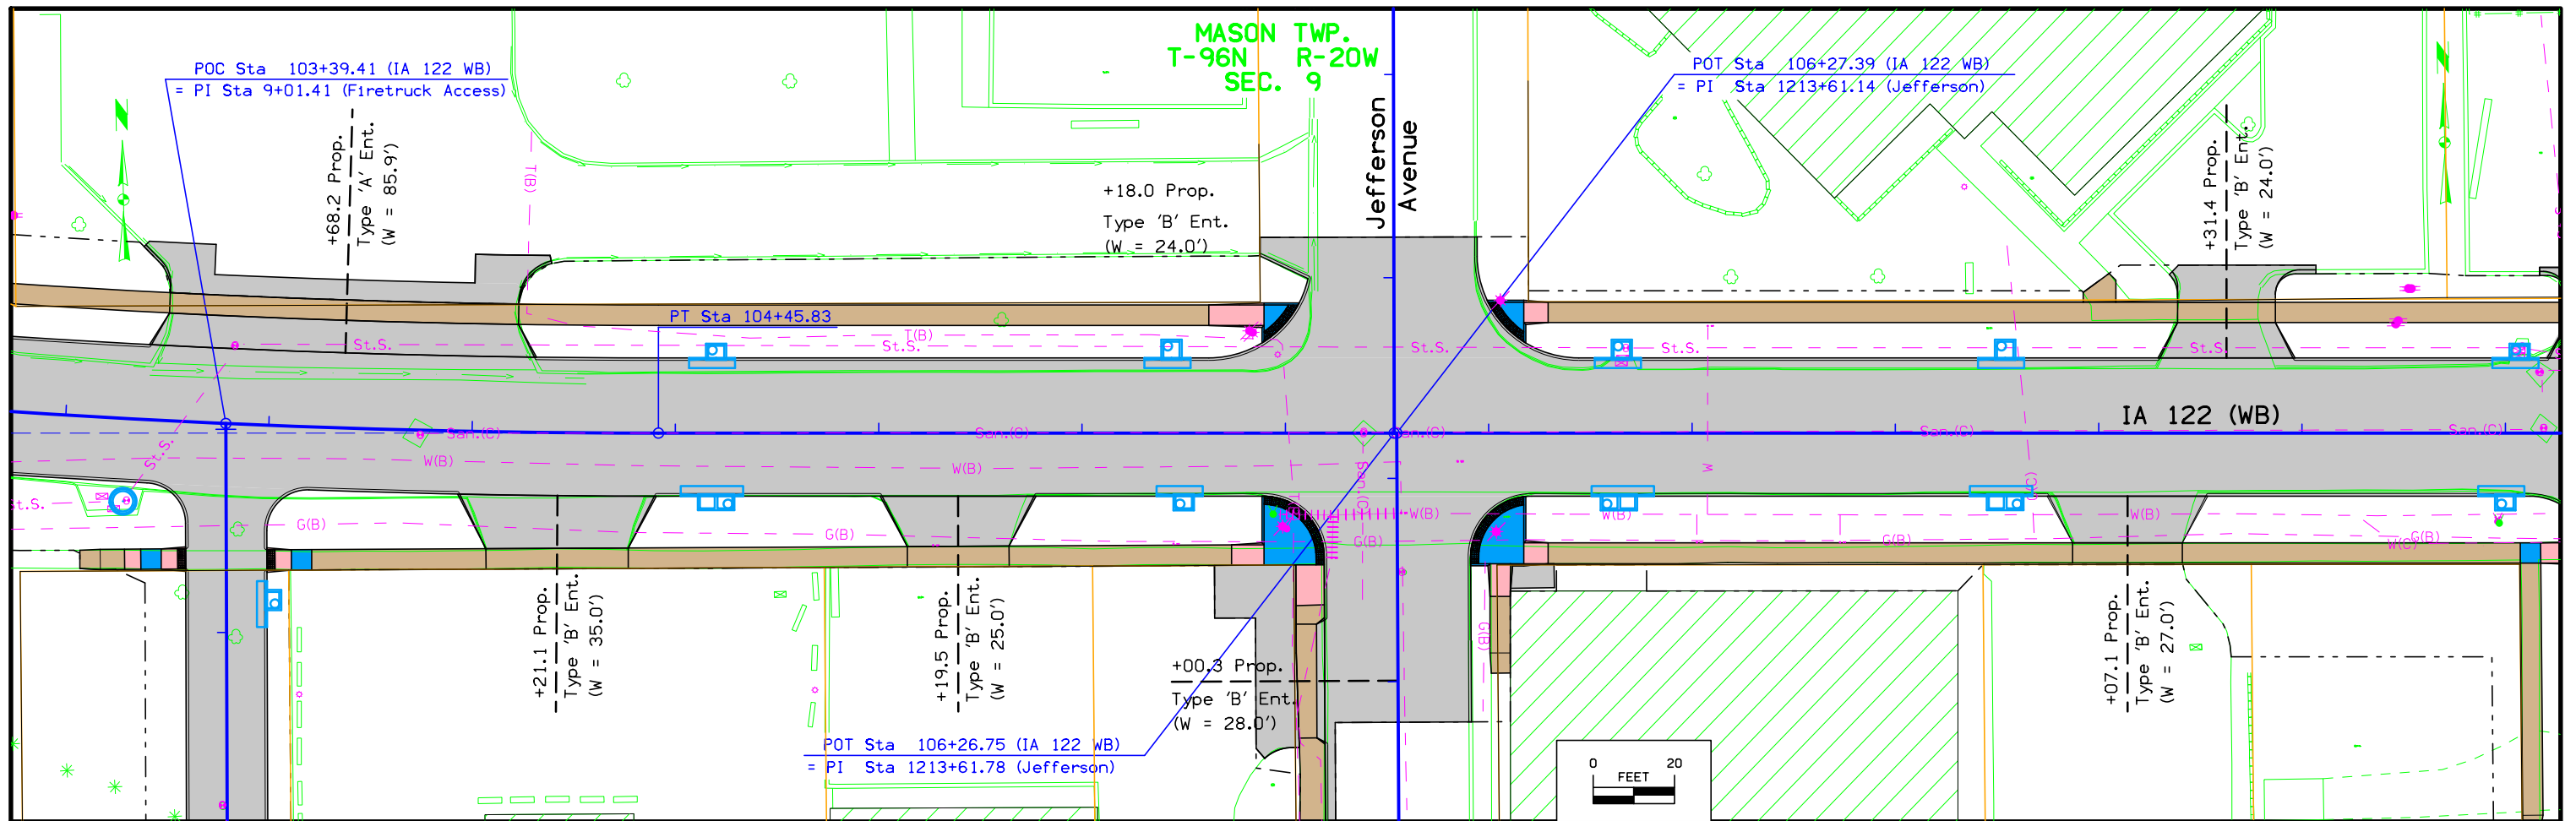 MASON TWP.
T-96N R-20W
SEC. 9
POC Sta 103+39.41 (IA 122 WB)
= PI Sta 9+01.41 (Firetruck Access)
POT Sta 106+27.39 (IA 122 WB)
= PI Sta 1213+61.14 (Jefferson)
Jefferson
Avenue
N
N
+68.2 Prop.
Type 'A' Ent.
(W = 85.9')
T(B)
+18.0 Prop.
Type 'B' Ent.
(W = 24.0')
+31.4 Prop.
Type 'B' Ent.
(W = 24.0')
PT Sta 104+45.83
T(B)
St.S.
St.S.
St.S.
St.S.
St.S.
IA 122 (WB)
San.(C)
San.(C)
San.(C)
San.(C)
San.(C)
St.S.
W(B)
W(B)
W
San.(C)
St.S.
G(B)
G(B)
W(B)
G(B)
W(B)
W(B)
G(B)
G(B)
W(C)
G(B)
+21.1 Prop.
Type 'B' Ent.
(W = 35.0')
+19.5 Prop.
Type 'B' Ent.
(W = 25.0')
+00.3 Prop.
Type 'B' Ent.
(W = 28.0')
+07.1 Prop.
Type 'B' Ent.
(W = 27.0')
POT Sta 106+26.75 (IA 122 WB)
= PI Sta 1213+61.78 (Jefferson)
0 20
FEET